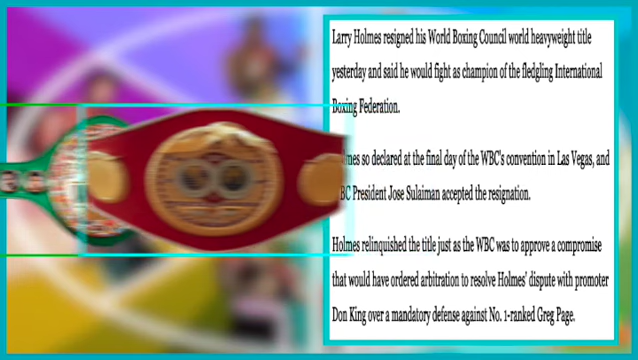 Larry Holmes resigned his World Boxing Council world heavyweight title
yesterday and said he would fight as champion of the fledgling International
Boxing Federation.
so declared at the final day of the WBC's convention in Las Vegas, and
President Jose Sulaiman accepted the resignation.
Holmes relinquished the title just as the WBC was to approve a compromise
that would have ordered arbitration to resolve Holmes' dispute with promoter
Don King over a mandatory defense against No. 1-ranked Greg Page.